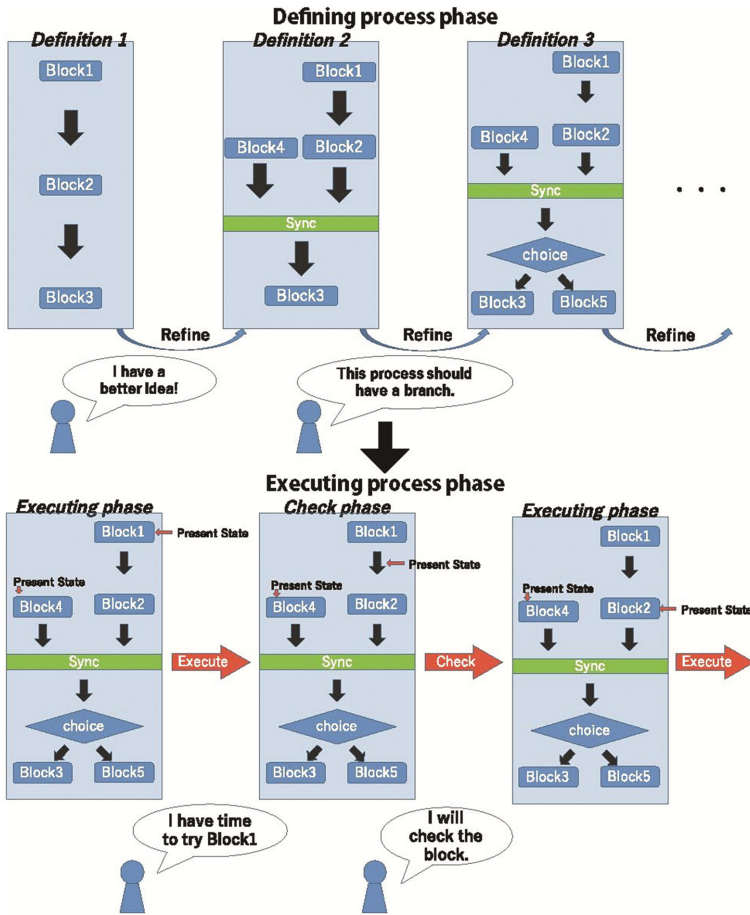 Defining process phase
Definition 1
Definition 2
Definition 3
Block1
Block2
Block3
Block1
Block4
Block2
Sync
Block3
Block1
Block4
Block2
Sync
choice
Block3
Block5
. . .
Refine
Refine
Refine
I have a
better idea!
This process should
have a branch.
Executing process phase
Executing phase
Check phase
Executing phase
Block1
Present State
Present State
Block4
Block2
Sync
choice
Block3
Block5
Execute
Block1
Present State
Present State
Block4
Block2
Sync
choice
Block3
Block5
Check
Block1
Present State
Block4
Block2
Present State
Sync
choice
Block3
Block5
Execute
I have time
to try Block1
I will
check the
block.